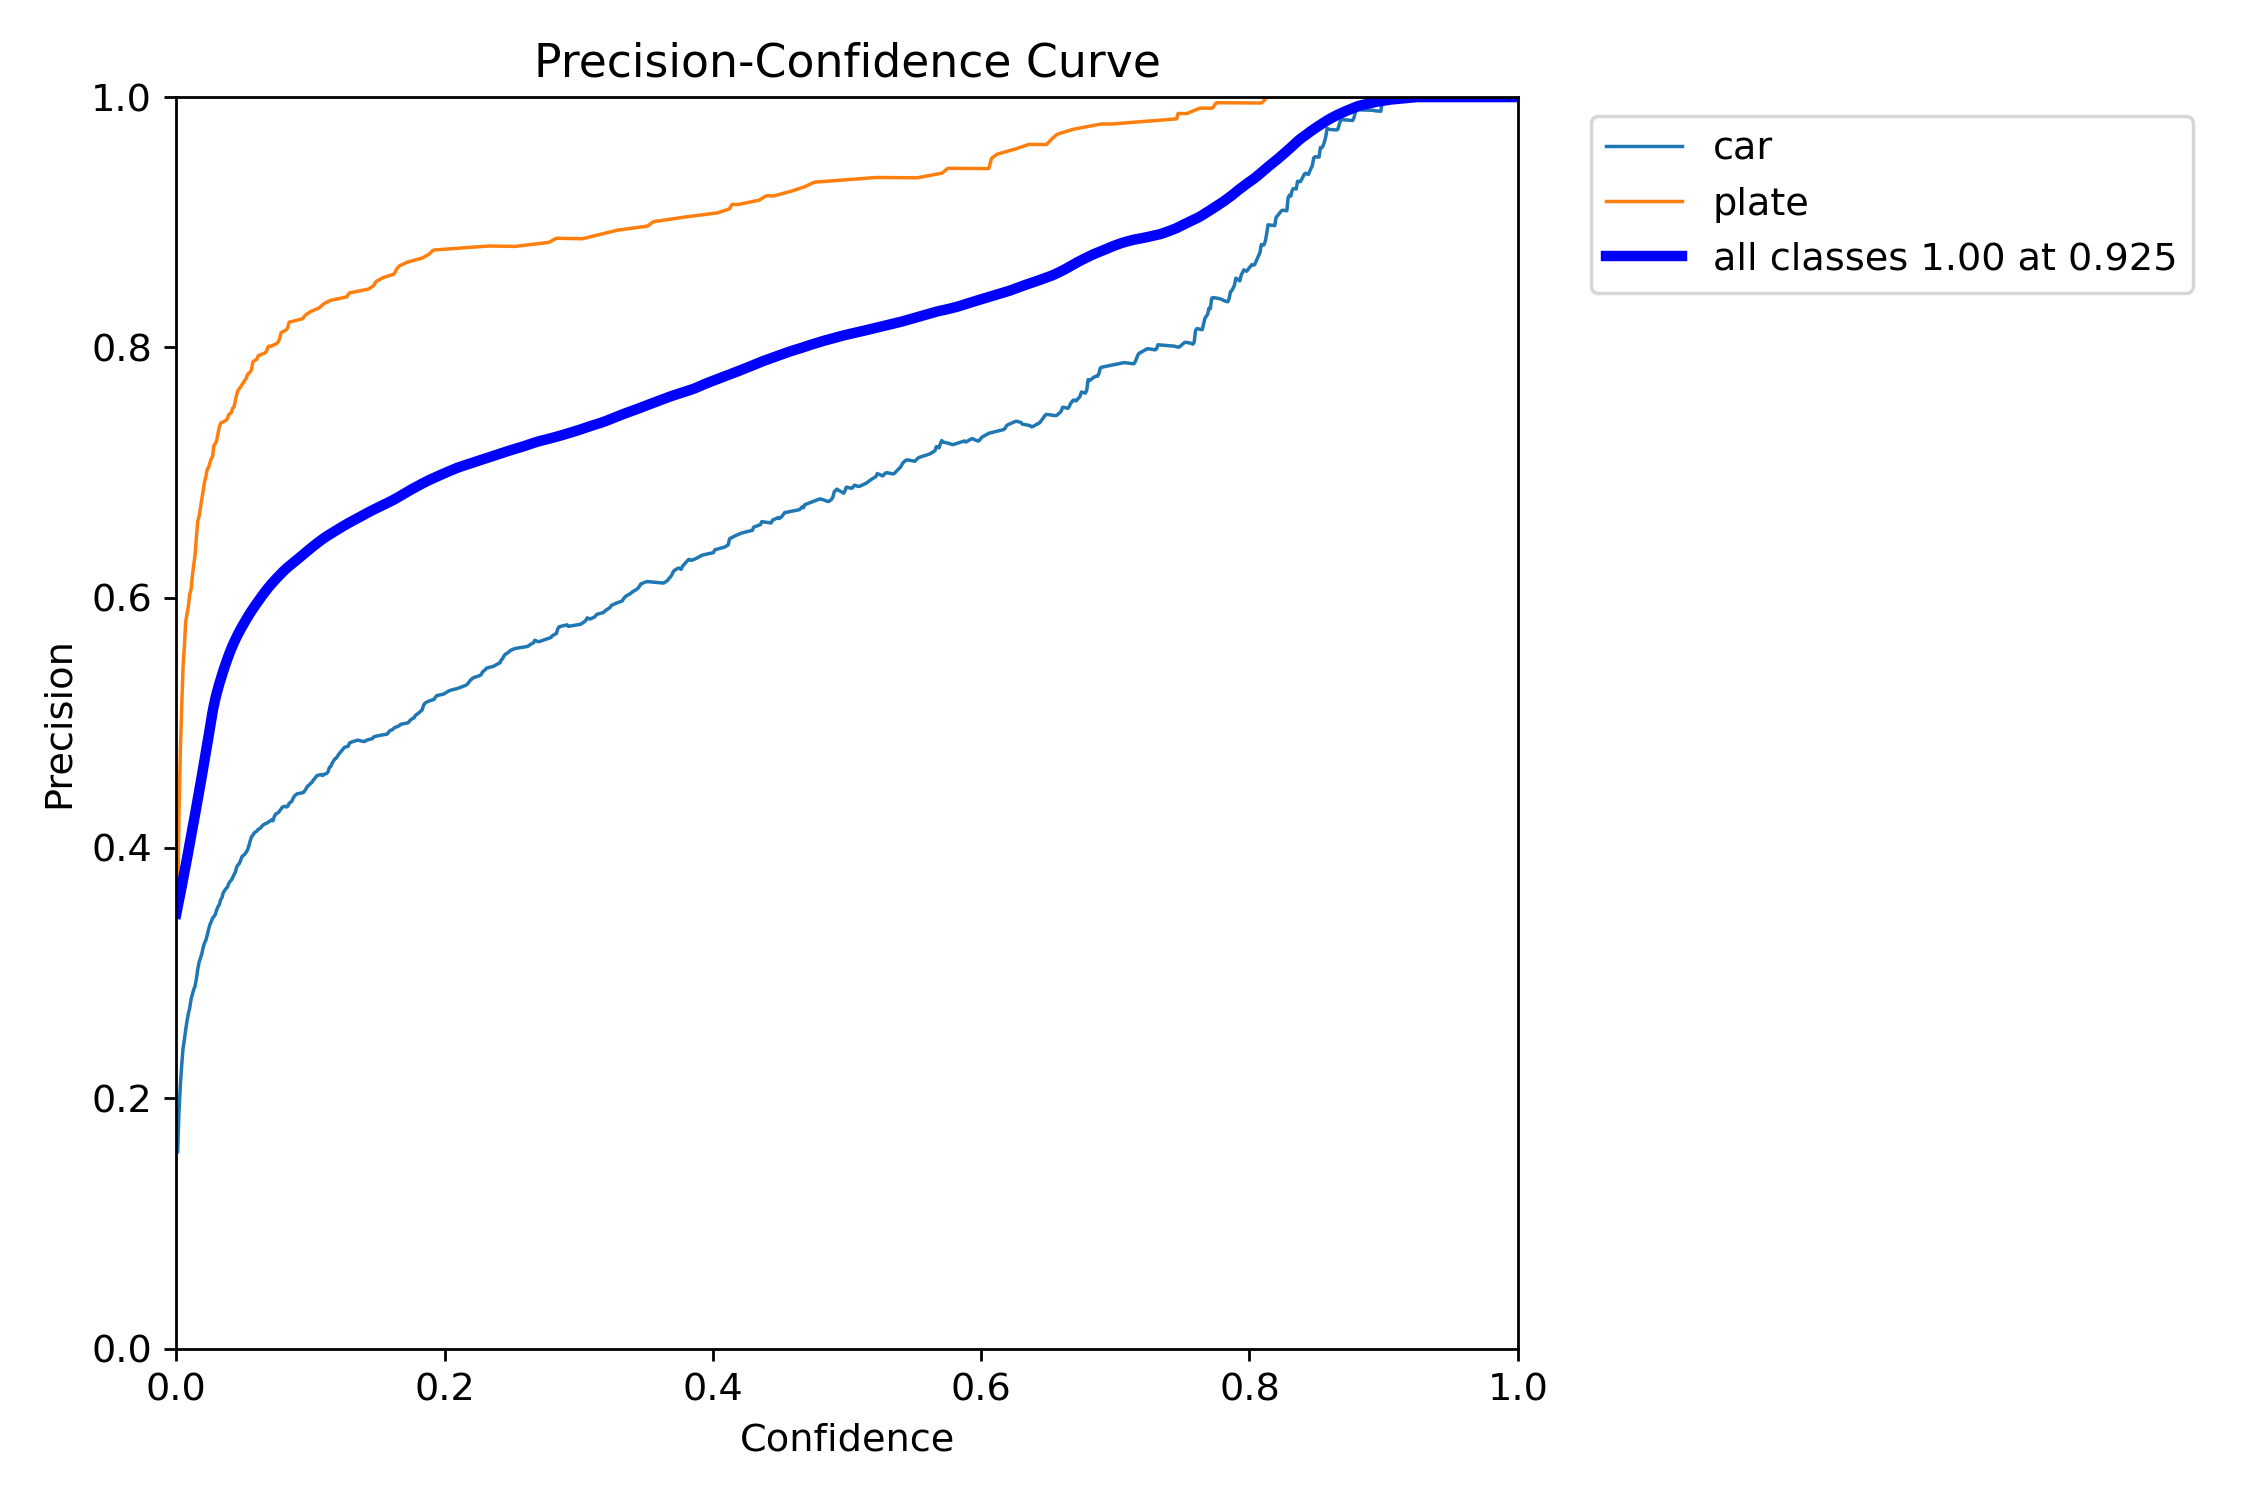 Precision-Confidence Curve
1.0
0.8
0.6
0.4
0.2
0.0
Precision
0.0 0.2 0.4 0.6 0.8 1.0
Confidence
car
plate
all classes 1.00 at 0.925